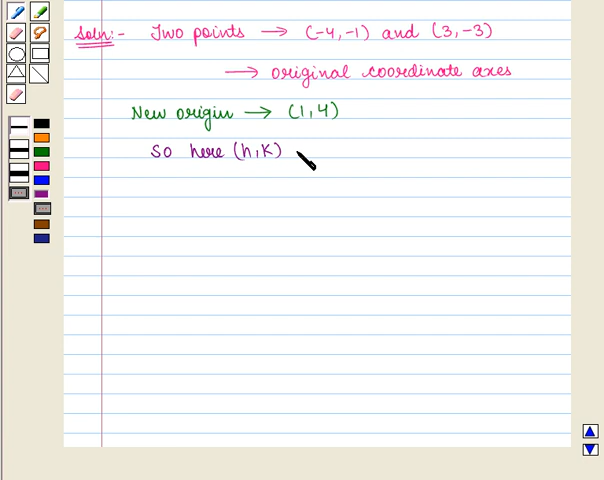 Soln:- Two points → (-4,-1) and (3,-3)
→ original coordinate axes
New origin → (1,4)
So here (h,k)